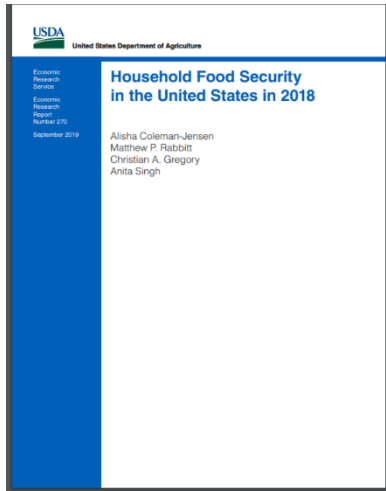 USDA
United States Department of Agriculture
Economic
Research
Service
Economic
Research
Report
Number 270
September 2019
Household Food Security
in the United States in 2018
Alisha Coleman-Jensen
Matthew P. Rabbitt
Christian A. Gregory
Anita Singh